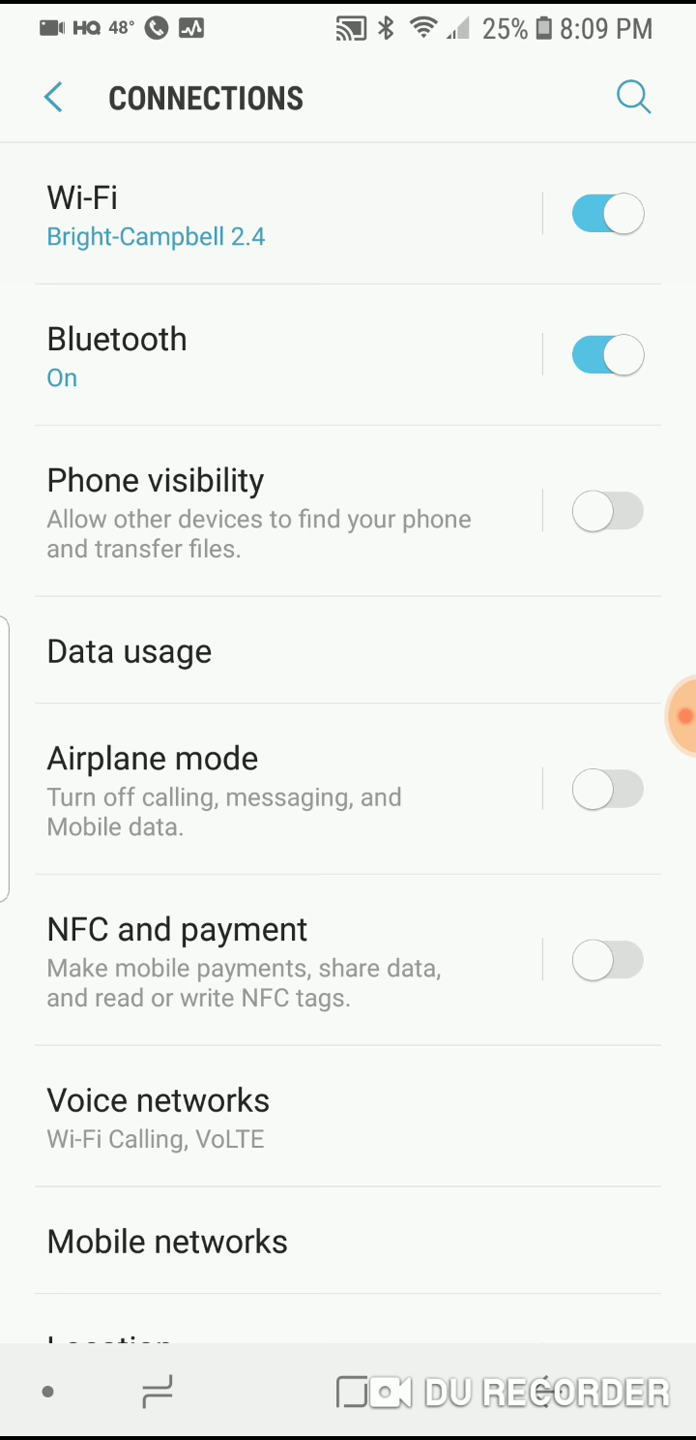 HQ 48° 25% 8:09 PM
CONNECTIONS
Wi-Fi
Bright-Campbell 2.4
Bluetooth
On
Phone visibility
Allow other devices to find your phone
and transfer files.
Data usage
Airplane mode
Turn off calling, messaging, and
Mobile data.
NFC and payment
Make mobile payments, share data,
and read or write NFC tags.
Voice networks
Wi-Fi Calling, VoLTE
Mobile networks
Location
DU RECORDER